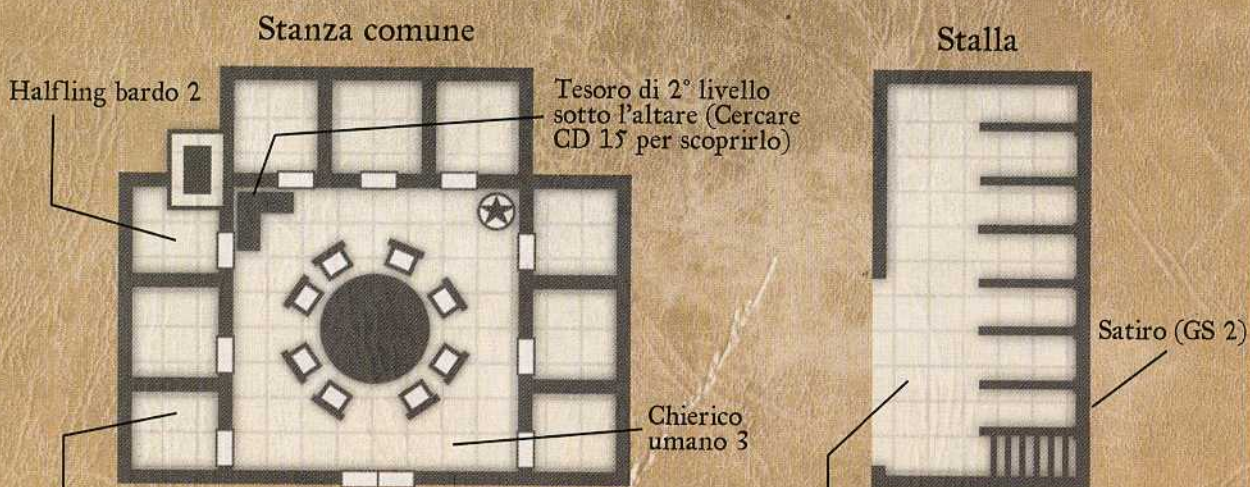 Stanza comune
Stalla
Halfling bardo 2
Tesoro di 2° livello
sotto l'altare (Cercare
CD 15 per scoprirlo)
Satiro (GS 2)
Chierico
umano 3